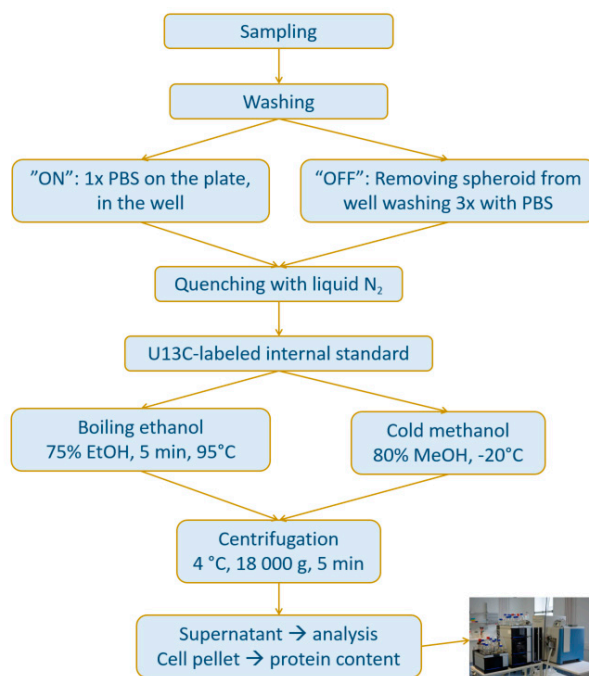 Sampling
Washing
”ON”: 1x PBS on the plate,
in the well
“OFF”: Removing spheroid from
well washing 3x with PBS
Quenching with liquid N₂
U13C-labeled internal standard
Boiling ethanol
75% EtOH, 5 min, 95°C
Cold methanol
80% MeOH, -20°C
Centrifugation
4 °C, 18 000 g, 5 min
Supernatant → analysis
Cell pellet → protein content